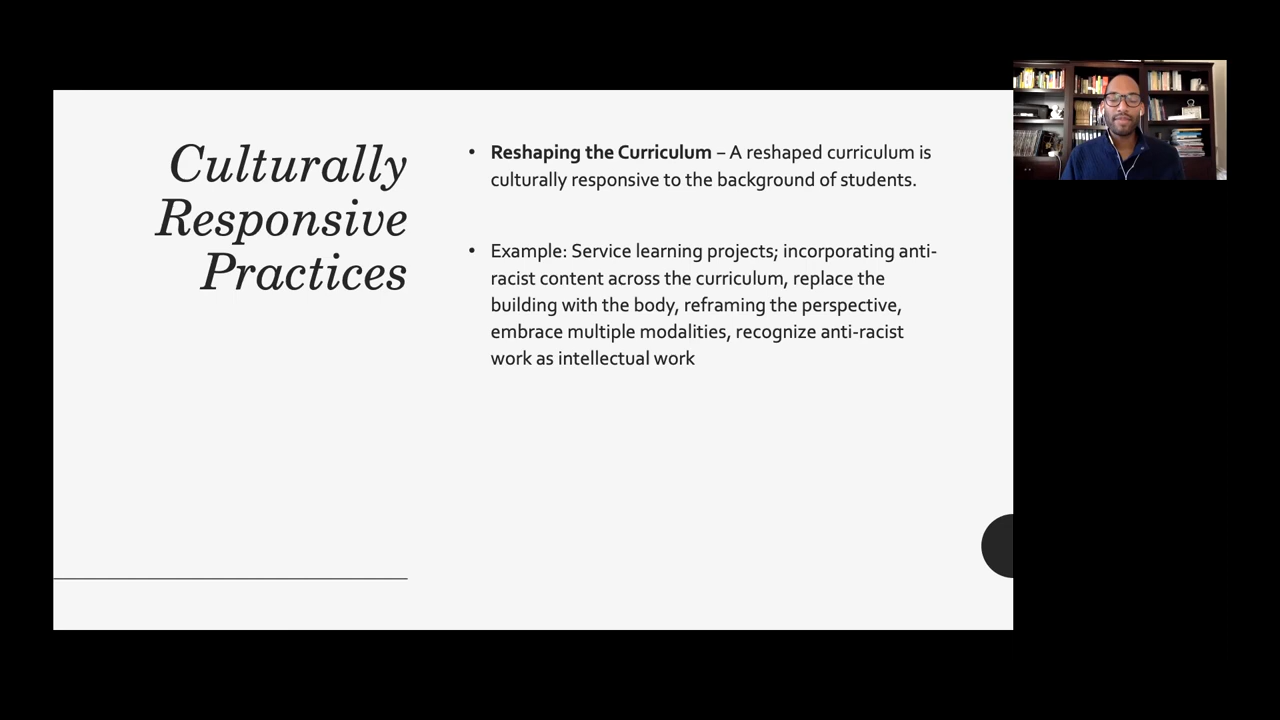 Culturally
Responsive
Practices
• Reshaping the Curriculum – A reshaped curriculum is
culturally responsive to the background of students.
• Example: Service learning projects; incorporating anti-
racist content across the curriculum, replace the
building with the body, reframing the perspective,
embrace multiple modalities, recognize anti-racist
work as intellectual work